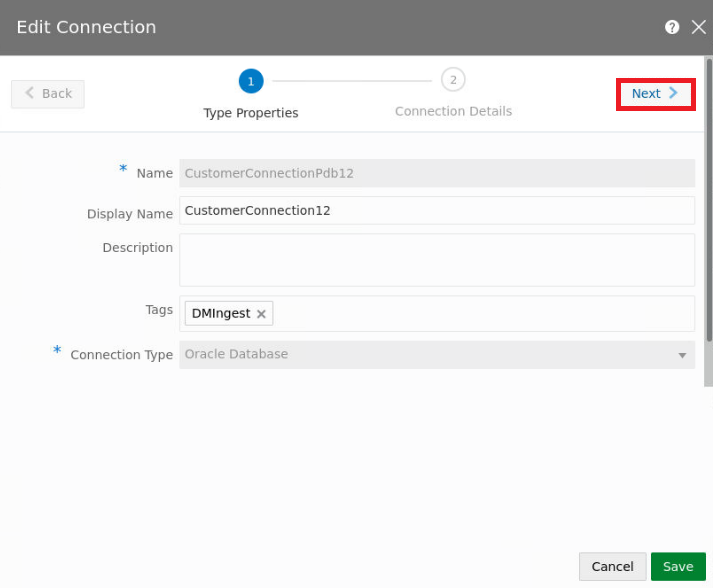 Edit Connection
?
Back
1
2
Next
Type Properties
Connection Details
* Name
CustomerConnectionPdb12
Display Name
CustomerConnection12
Description
Tags
DMIngest
* Connection Type
Oracle Database
Cancel
Save